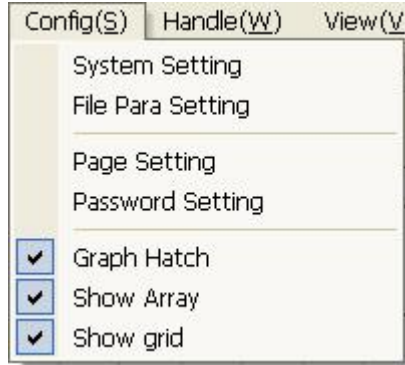 Config(S) Handle(W) View(V
System Setting
File Para Setting
Page Setting
Password Setting
Graph Hatch
Show Array
Show grid